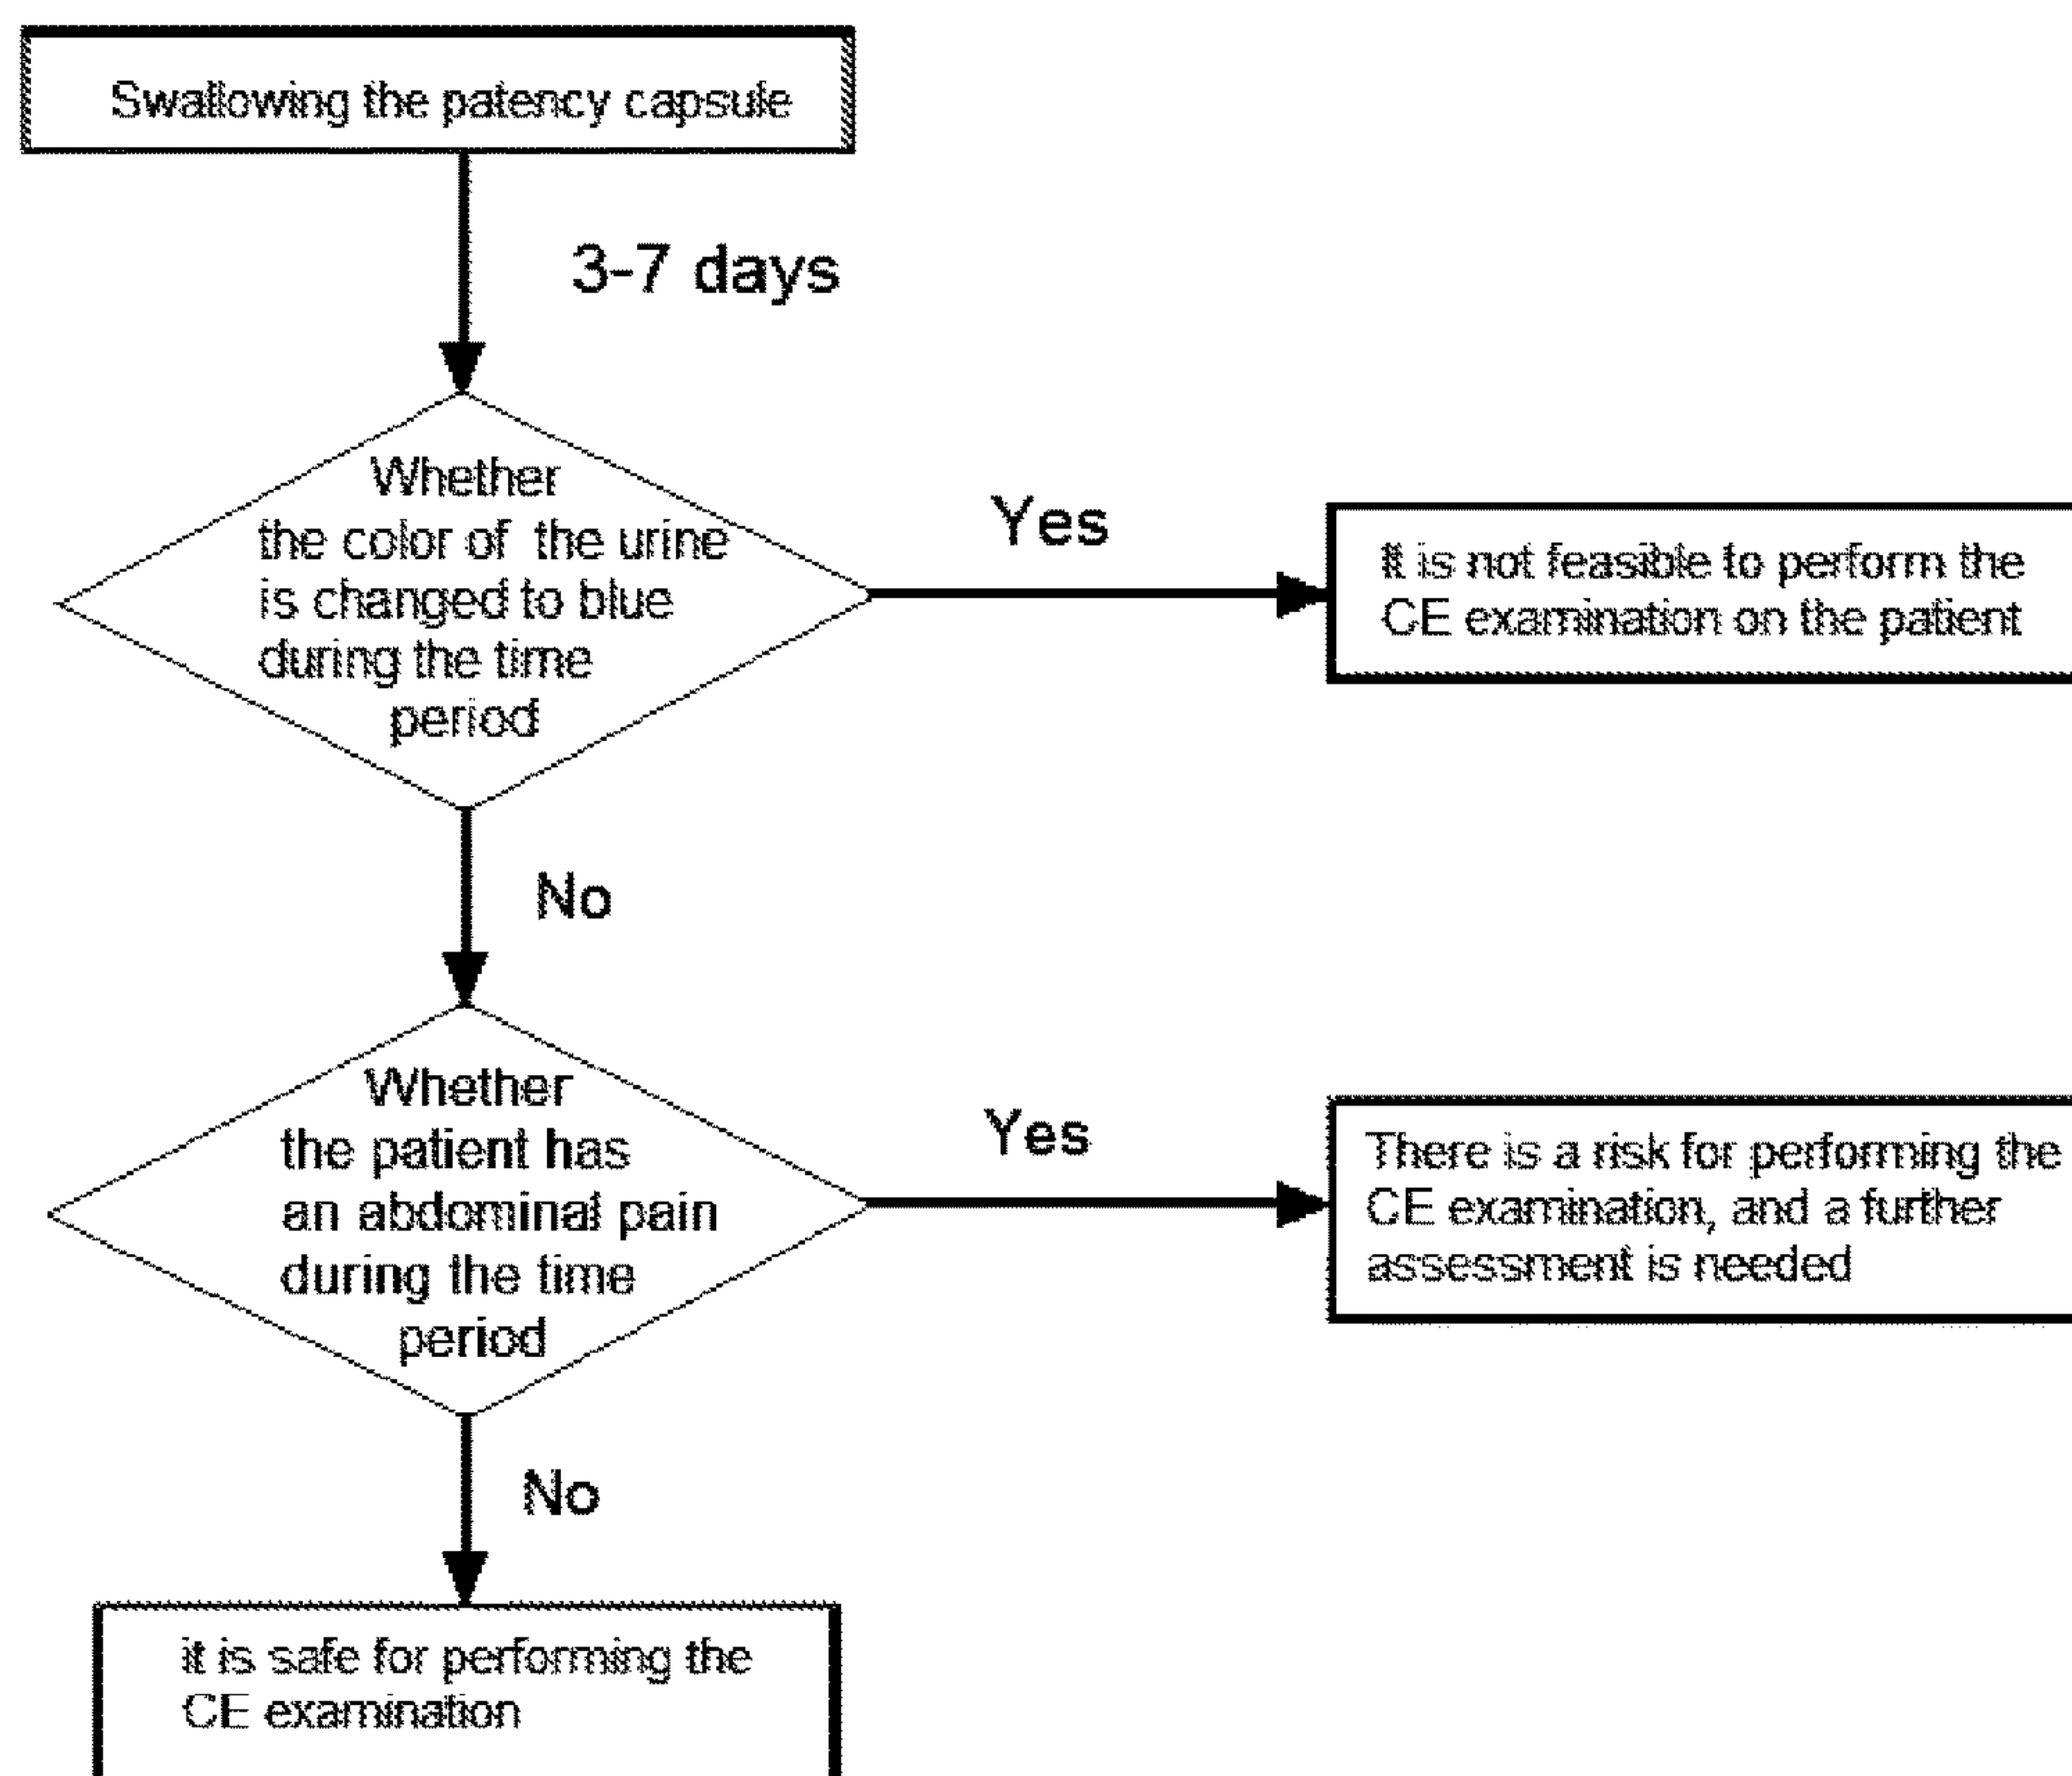 Swallowing the patency capsule
3-7 days
Whether
the color of the urine
is changed to blue
during the time
period
Yes
It is not feasible to perform the
CE examination on the patient
No
Whether
the patient has
an abdominal pain
during the time
period
Yes
There is a risk for performing the
CE examination, and a further
assessment is needed
No
it is safe for performing the
CE examination